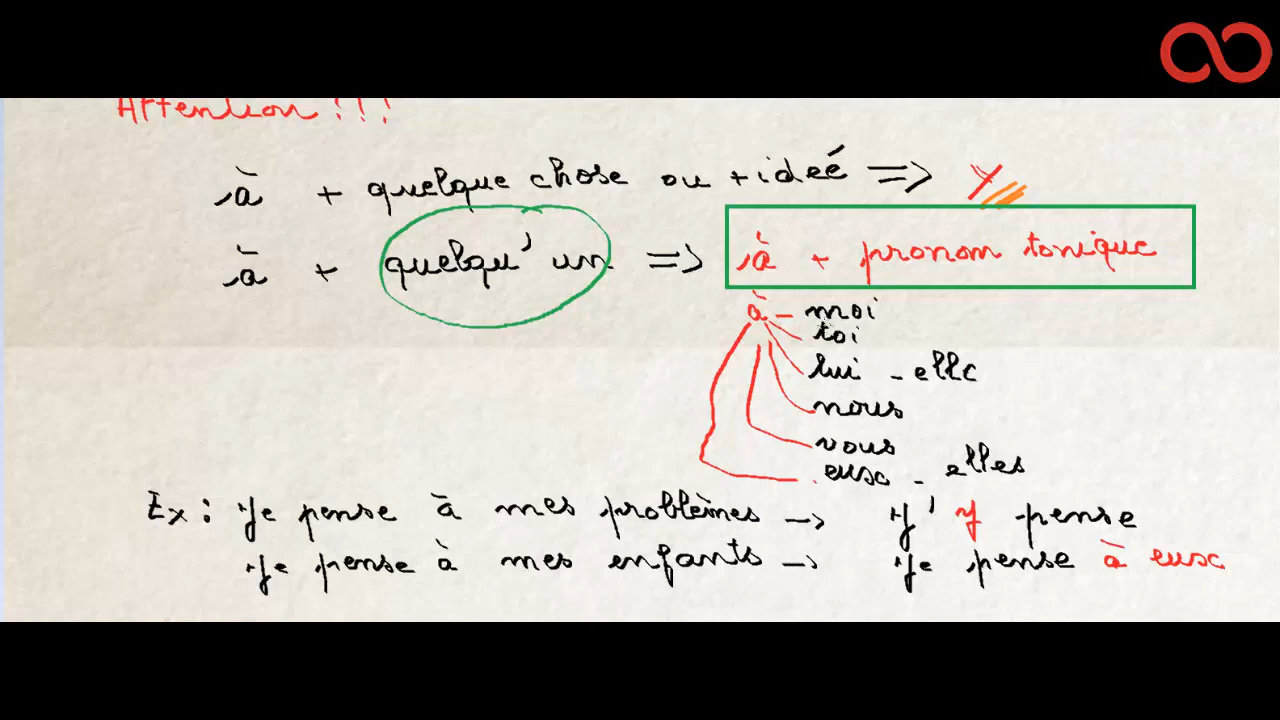 Attention !!!
à + quelque chose ou + ideé => y
à + quelqu' un => à + pronom tonique
à - moi
toi
lui - elle
nous
vous
eux - elles
Ex : Je pense à mes problèmes -> J' y pense
Je pense à mes enfants -> Je pense à eux